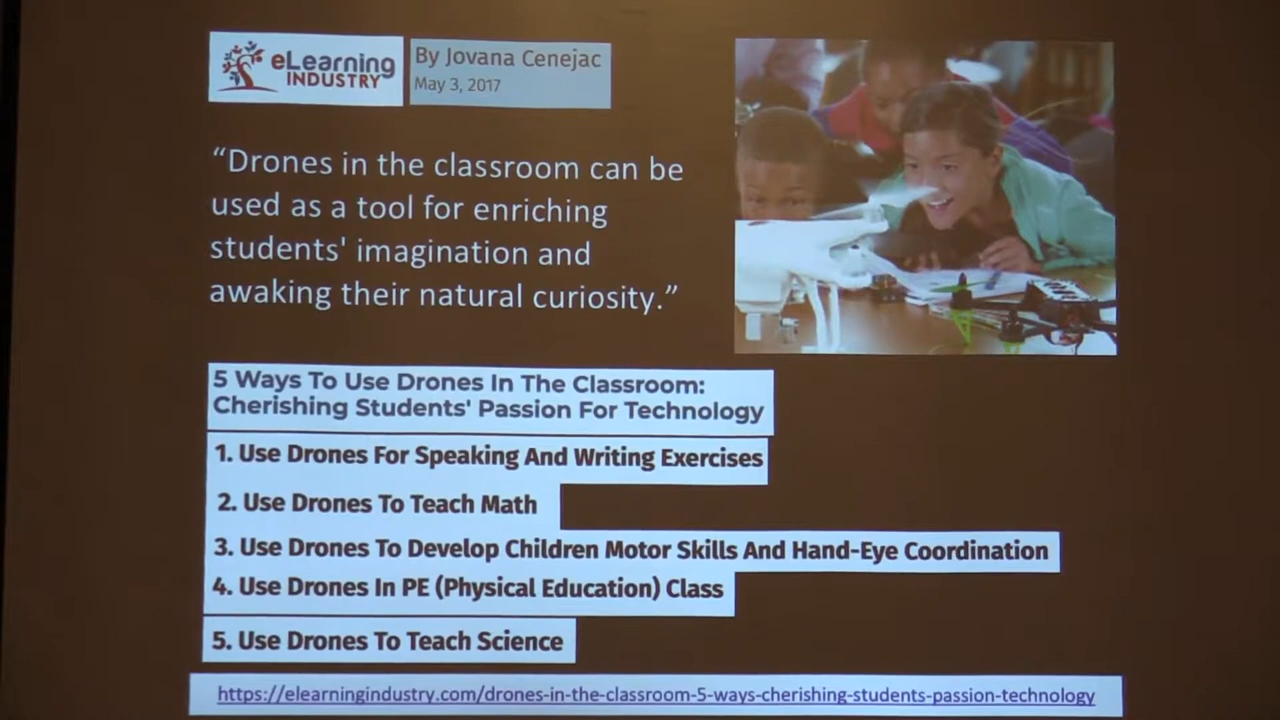 eLearning
INDUSTRY
By Jovana Cenejac
May 3, 2017
“Drones in the classroom can be
used as a tool for enriching
students' imagination and
awaking their natural curiosity.”
5 Ways To Use Drones In The Classroom:
Cherishing Students' Passion For Technology
1. Use Drones For Speaking And Writing Exercises
2. Use Drones To Teach Math
3. Use Drones To Develop Children Motor Skills And Hand-Eye Coordination
4. Use Drones In PE (Physical Education) Class
5. Use Drones To Teach Science
https://elearningindustry.com/drones-in-the-classroom-5-ways-cherishing-students-passion-technology